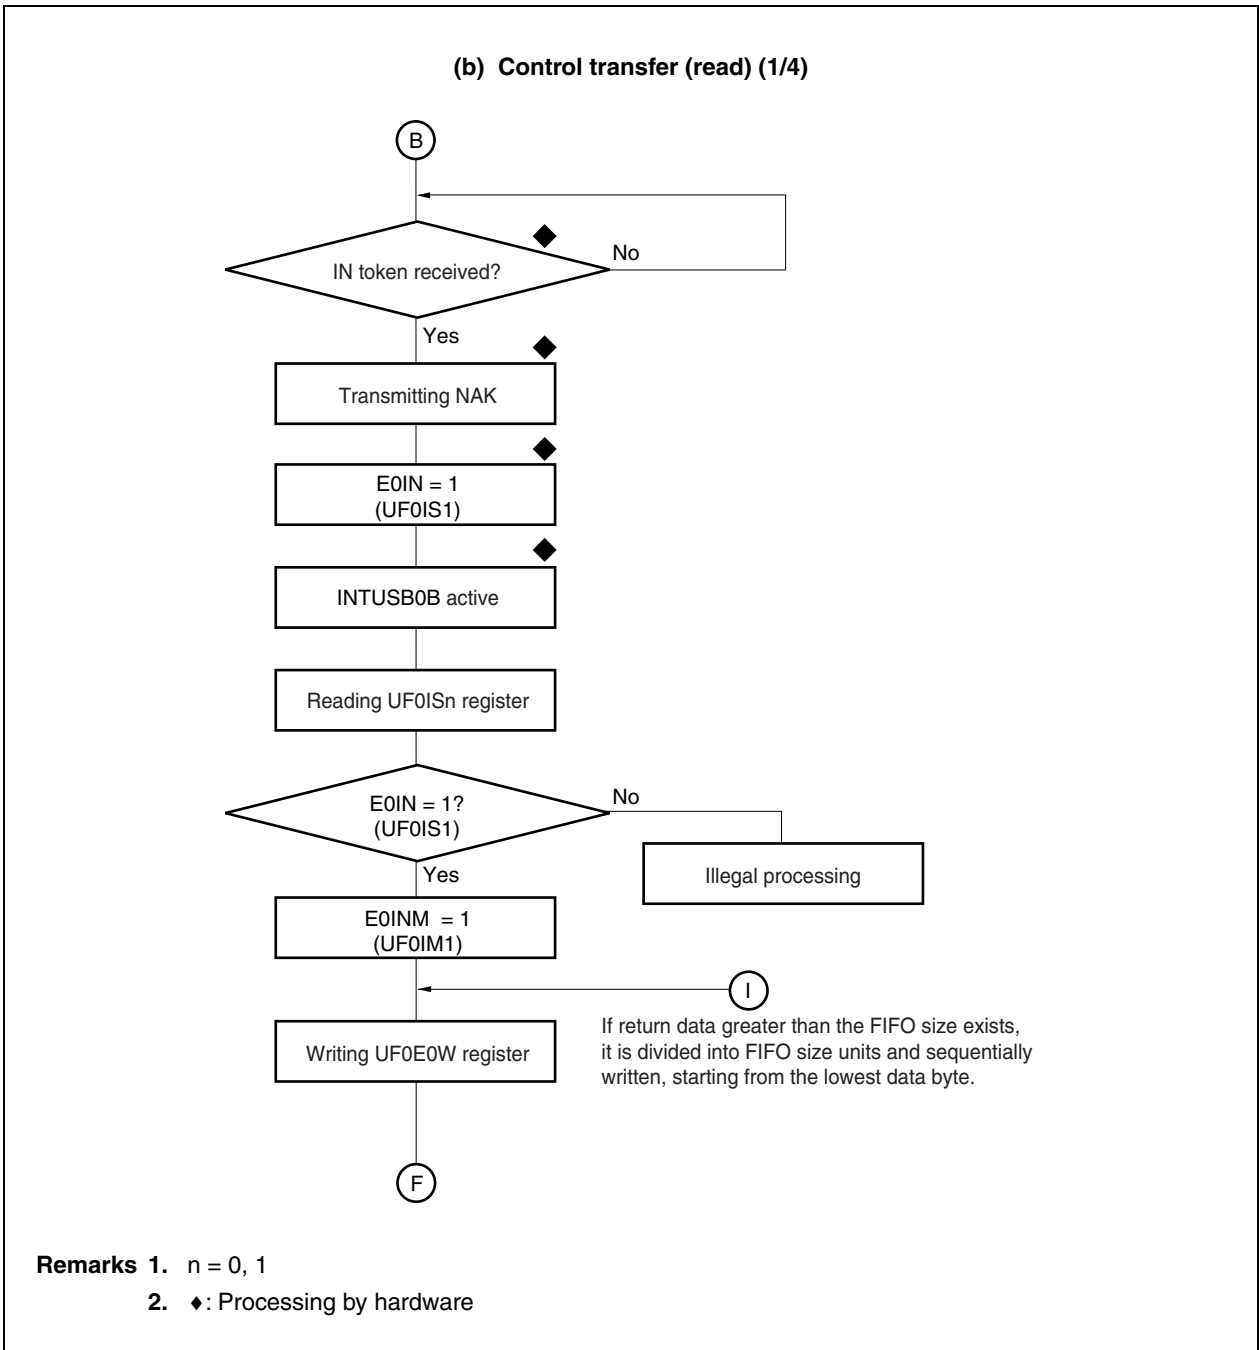 (b) Control transfer (read) (1/4)
B
No
IN token received?
Yes
Transmitting NAK
E0IN = 1
(UF0IS1)
INTUSB0B active
Reading UF0ISn register
No
E0IN = 1?
(UF0IS1)
Illegal processing
Yes
E0INM = 1
(UF0IM1)
I
If return data greater than the FIFO size exists,
it is divided into FIFO size units and sequentially
written, starting from the lowest data byte.
Writing UF0E0W register
F
Remarks 1. n = 0, 1
2. ♦: Processing by hardware